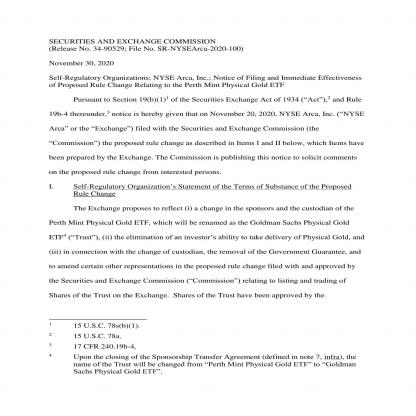 SECURITIES AND EXCHANGE COMMISSION
(Release No. 34-90529; File No. SR-NYSEArca-2020-100)
November 30, 2020
Self-Regulatory Organizations; NYSE Arca, Inc.; Notice of Filing and Immediate Effectiveness
of Proposed Rule Change Relating to the Perth Mint Physical Gold ETF
Pursuant to Section 19(b)(1)1 of the Securities Exchange Act of 1934 (“Act”),2 and Rule
19b-4 thereunder,3 notice is hereby given that on November 20, 2020, NYSE Arca, Inc. (“NYSE
Arca” or the “Exchange”) filed with the Securities and Exchange Commission (the
“Commission”) the proposed rule change as described in Items I and II below, which Items have
been prepared by the Exchange. The Commission is publishing this notice to solicit comments
on the proposed rule change from interested persons.
I. Self-Regulatory Organization’s Statement of the Terms of Substance of the Proposed
Rule Change
The Exchange proposes to reflect (i) a change in the sponsors and the custodian of the
Perth Mint Physical Gold ETF, which will be renamed as the Goldman Sachs Physical Gold
ETF4 (“Trust”), (ii) the elimination of an investor’s ability to take delivery of Physical Gold, and
(iii) in connection with the change of custodian, the removal of the Government Guarantee, and
to amend certain other representations in the proposed rule change filed with and approved by
the Securities and Exchange Commission (“Commission”) relating to listing and trading of
Shares of the Trust on the Exchange. Shares of the Trust have been approved by the
1 15 U.S.C. 78s(b)(1).
2 15 U.S.C. 78a.
3 17 CFR 240.19b-4.
4 Upon the closing of the Sponsorship Transfer Agreement (defined in note 7, infra), the
name of the Trust will be changed from “Perth Mint Physical Gold ETF” to “Goldman
Sachs Physical Gold ETF”.